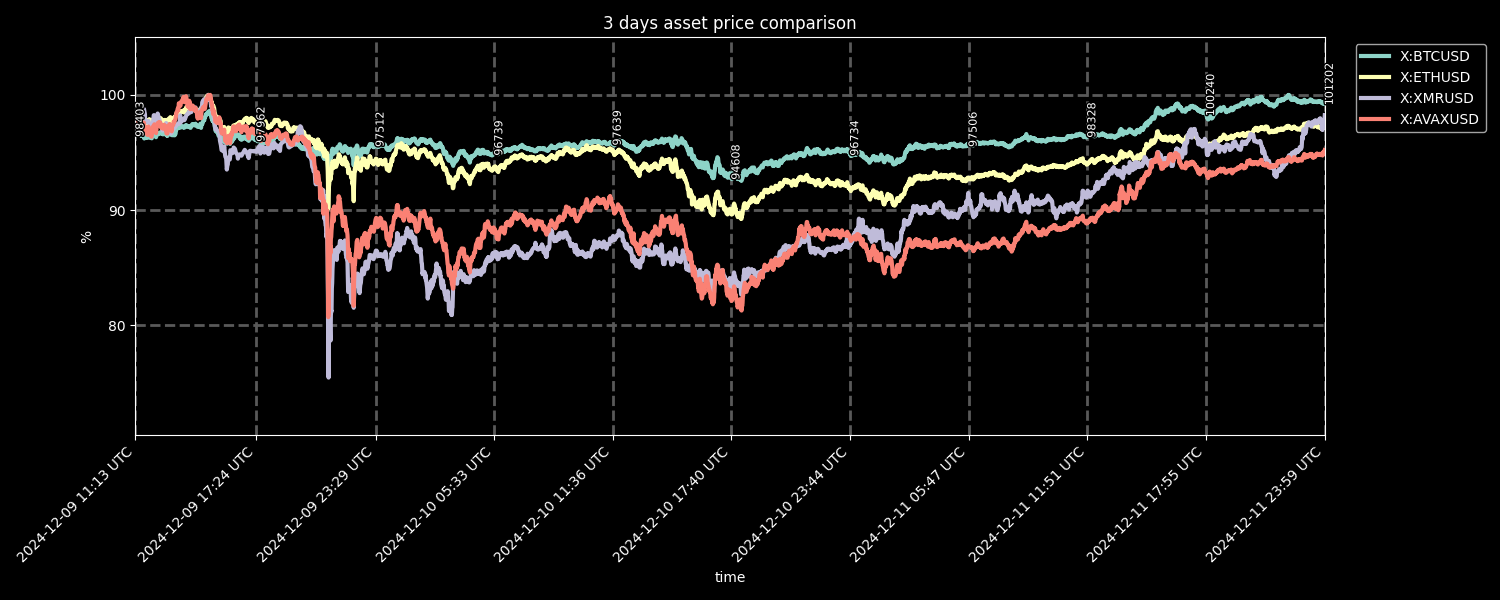 3 days asset price comparison
X:BTCUSD
X:ETHUSD
X:XMRUSD
X:AVAXUSD
100
90
80
%
98403
97962
97512
96739
97639
94608
96734
97506
98328
100240
101202
2024-12-09 11:13 UTC
2024-12-09 17:24 UTC
2024-12-09 23:29 UTC
2024-12-10 05:33 UTC
2024-12-10 11:36 UTC
2024-12-10 17:40 UTC
2024-12-10 23:44 UTC
2024-12-11 05:47 UTC
2024-12-11 11:51 UTC
2024-12-11 17:55 UTC
2024-12-11 23:59 UTC
time